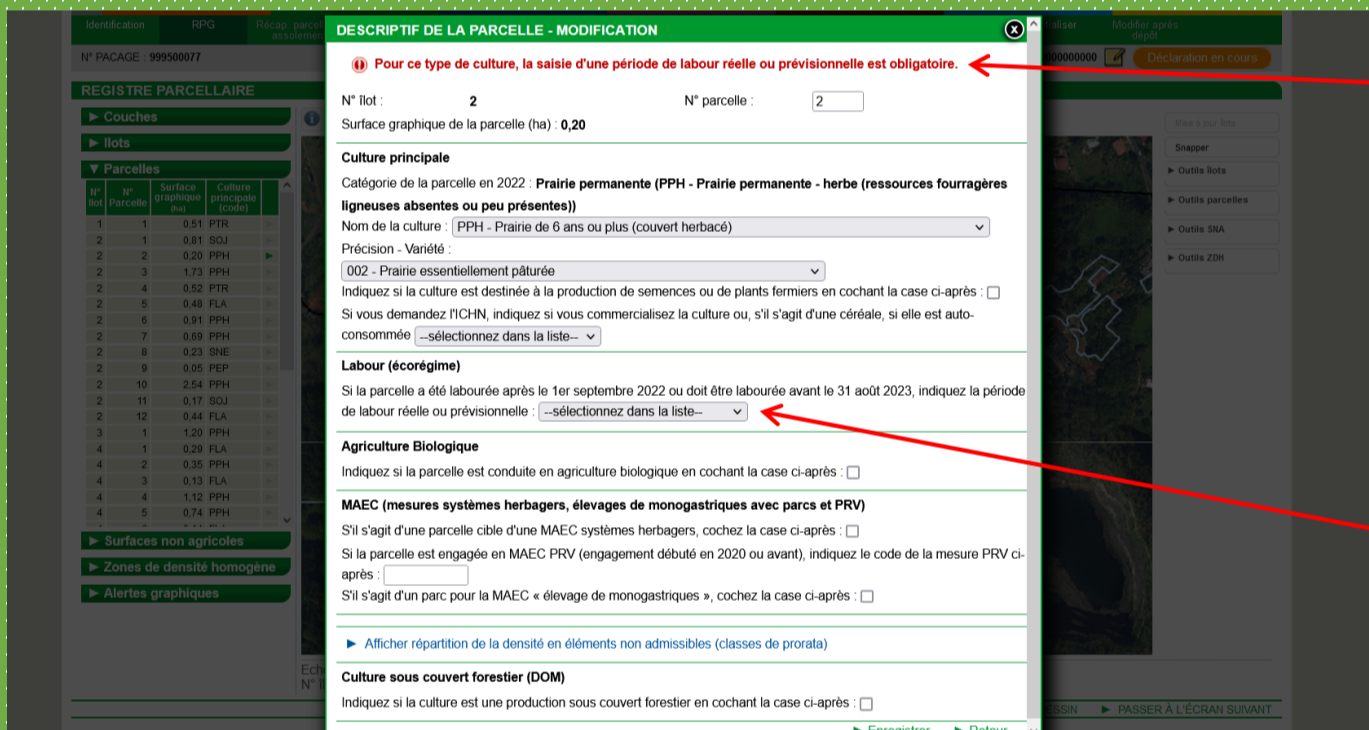 Identification RPG Récap. parcell assolement DESCRIPTIF DE LA PARCELLE - MODIFICATION X aliser Modifier après dépôt
N° PACAGE : 999500077
000000000 Déclaration en cours
Pour ce type de culture, la saisie d'une période de labour réelle ou prévisionnelle est obligatoire.
REGISTRE PARCELLAIRE
► Couches
► Ilots
▼ Parcelles
N° Ilot N° Parcelle Surface graphique (ha) Culture principale (code)
1 1 0,51 PTR
2 1 0,81 SOJ
2 2 0,20 PPH
2 3 1,73 PPH
2 4 0,52 PTR
2 5 0,48 FLA
2 6 0,91 PPH
2 7 0,69 PPH
2 8 0,23 SNE
2 9 0,05 PEP
2 10 2,54 PPH
2 11 0,17 SOJ
2 12 0,44 FLA
3 1 1,20 PPH
4 1 0,29 FLA
4 2 0,35 PPH
4 3 0,13 FLA
4 4 1,12 PPH
4 5 0,74 PPH
► Surfaces non agricoles
► Zones de densité homogène
► Alertes graphiques
N° îlot : 2 N° parcelle : 2
Surface graphique de la parcelle (ha) : 0,20
Culture principale
Catégorie de la parcelle en 2022 : Prairie permanente (PPH - Prairie permanente - herbe (ressources fourragères
ligneuses absentes ou peu présentes))
Nom de la culture : PPH - Prairie de 6 ans ou plus (couvert herbacé)
Précision - Variété :
002 - Prairie essentiellement pâturée
Indiquez si la culture est destinée à la production de semences ou de plants fermiers en cochant la case ci-après :
Si vous demandez l'ICHN, indiquez si vous commercialisez la culture ou, s'il s'agit d'une céréale, si elle est auto-
consommée --sélectionnez dans la liste--
Labour (écorégime)
Si la parcelle a été labourée après le 1er septembre 2022 ou doit être labourée avant le 31 août 2023, indiquez la période
de labour réelle ou prévisionnelle : --sélectionnez dans la liste--
Agriculture Biologique
Indiquez si la parcelle est conduite en agriculture biologique en cochant la case ci-après :
MAEC (mesures systèmes herbagers, élevages de monogastriques avec parcs et PRV)
S'il s'agit d'une parcelle cible d'une MAEC systèmes herbagers, cochez la case ci-après :
Si la parcelle est engagée en MAEC PRV (engagement débuté en 2020 ou avant), indiquez le code de la mesure PRV ci-
après :
S'il s'agit d'un parc pour la MAEC « élevage de monogastriques », cochez la case ci-après :
► Afficher répartition de la densité en éléments non admissibles (classes de prorata)
Culture sous couvert forestier (DOM)
Indiquez si la culture est une production sous couvert forestier en cochant la case ci-après :
► Enregistrer ► Retour
Snapper
► Outils îlots
► Outils parcelles
► Outils SNA
► Outils ZDH
Ech
N° Îl
ESSIN ► PASSER À L'ÉCRAN SUIVANT